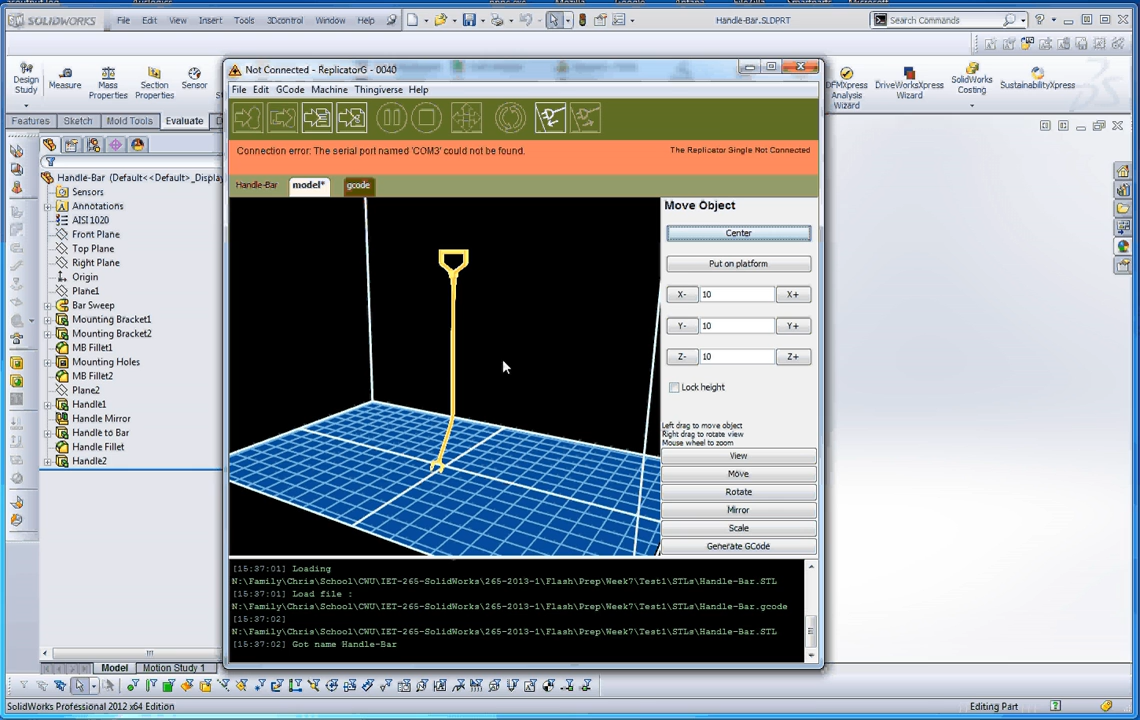 SOLIDWORKS File Edit View Insert Tools 3Dcontrol Window Help Handle-Bar.SLDPRT Search Commands
Design Study
Measure
Mass Properties
Section Properties
Sensor
DFMXpress Analysis Wizard
DriveWorksXpress Wizard
SolidWorks Costing
SustainabilityXpress
Features Sketch Mold Tools Evaluate
Handle-Bar (Default<<Default>_Display
Sensors
Annotations
AISI 1020
Front Plane
Top Plane
Right Plane
Origin
Plane1
Bar Sweep
Mounting Bracket1
Mounting Bracket2
MB Fillet1
Mounting Holes
MB Fillet2
Plane2
Handle1
Handle Mirror
Handle to Bar
Handle Fillet
Handle2
Not Connected - ReplicatorG - 0040
File Edit GCode Machine Thingiverse Help
Connection error: The serial port named 'COM3' could not be found.
The Replicator Single Not Connected
Handle-Bar model* gcode
Move Object
Center
Put on platform
X- 10 X+
Y- 10 Y+
Z- 10 Z+
Lock height
Left drag to move object
Right drag to rotate view
Mouse wheel to zoom
View
Move
Rotate
Mirror
Scale
Generate GCode
[15:37:01] Loading
N:\Family\Chris\School\CWU\IET-265-SolidWorks\265-2013-1\Flash\Prep\Week7\Test1\STLs\Handle-Bar.STL
[15:37:01] Load file :
N:\Family\Chris\School\CWU\IET-265-SolidWorks\265-2013-1\Flash\Prep\Week7\Test1\STLs\Handle-Bar.gcode
[15:37:02]
N:\Family\Chris\School\CWU\IET-265-SolidWorks\265-2013-1\Flash\Prep\Week7\Test1\STLs\Handle-Bar.STL
[15:37:02] Got name Handle-Bar
Model Motion Study 1
SolidWorks Professional 2012 x64 Edition
Editing Part